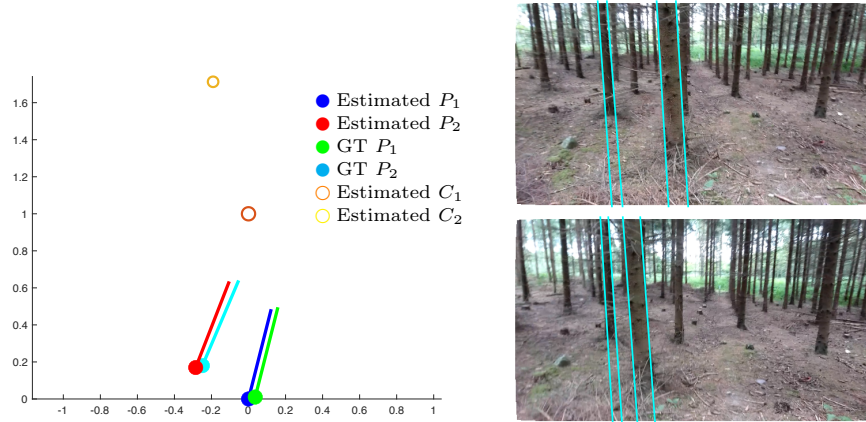 1.6
1.4
1.2
1
0.8
0.6
0.4
0.2
0
-1 -0.8 -0.6 -0.4 -0.2 0 0.2 0.4 0.6 0.8 1
Estimated P₁
Estimated P₂
GT P₁
GT P₂
Estimated C₁
Estimated C₂